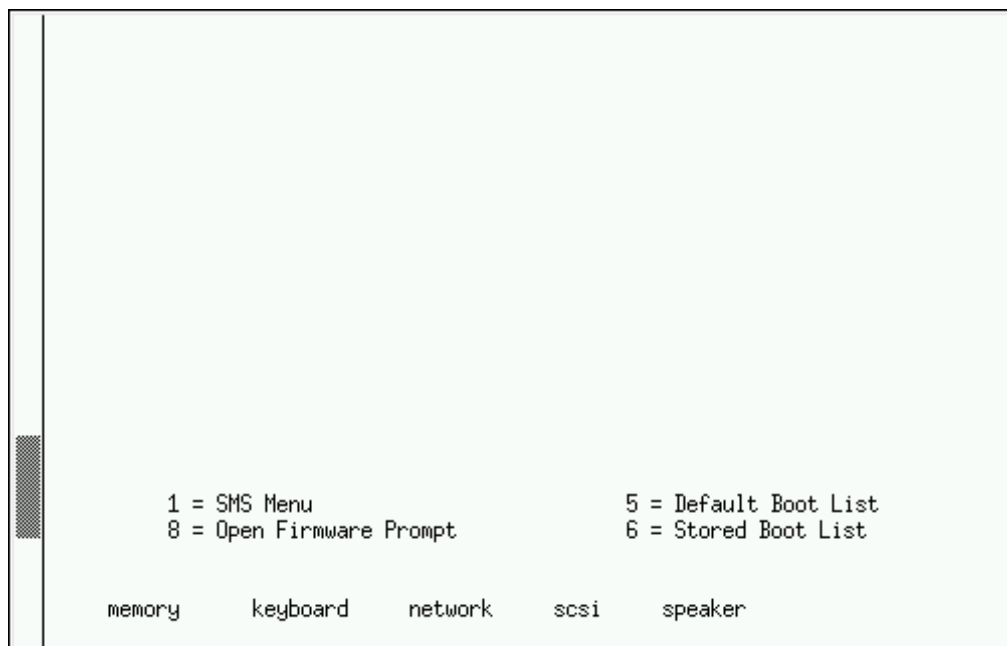 1 = SMS Menu 5 = Default Boot List
8 = Open Firmware Prompt 6 = Stored Boot List
memory keyboard network scsi speaker